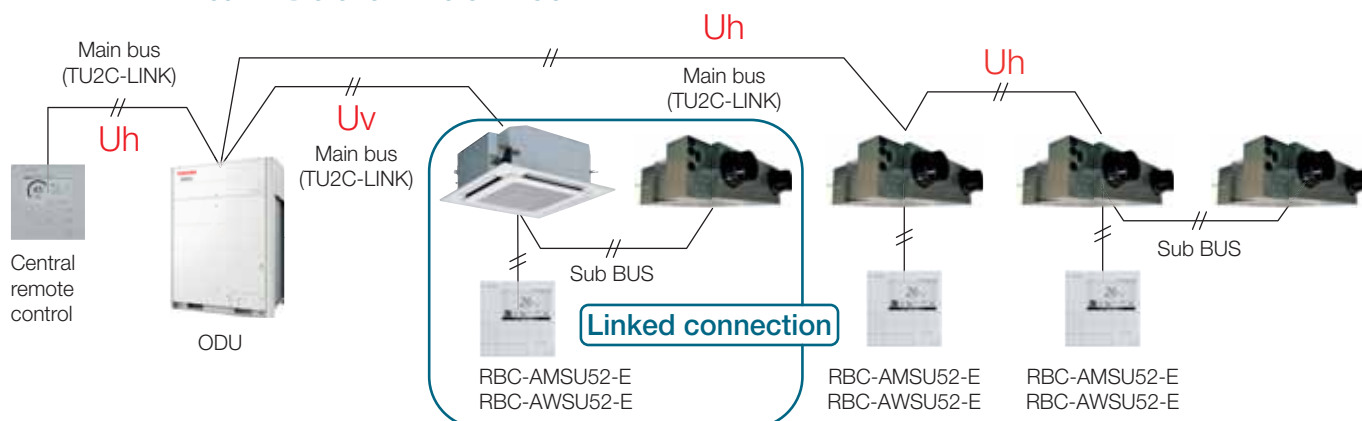 Main bus
(TU2C-LINK)
Uh
Central
remote
control
ODU
Uv
Main bus
(TU2C-LINK)
Uh
Main bus
(TU2C-LINK)
Sub BUS
Linked connection
RBC-AMSU52-E
RBC-AWSU52-E
Uh
RBC-AMSU52-E
RBC-AWSU52-E
Sub BUS
RBC-AMSU52-E
RBC-AWSU52-E